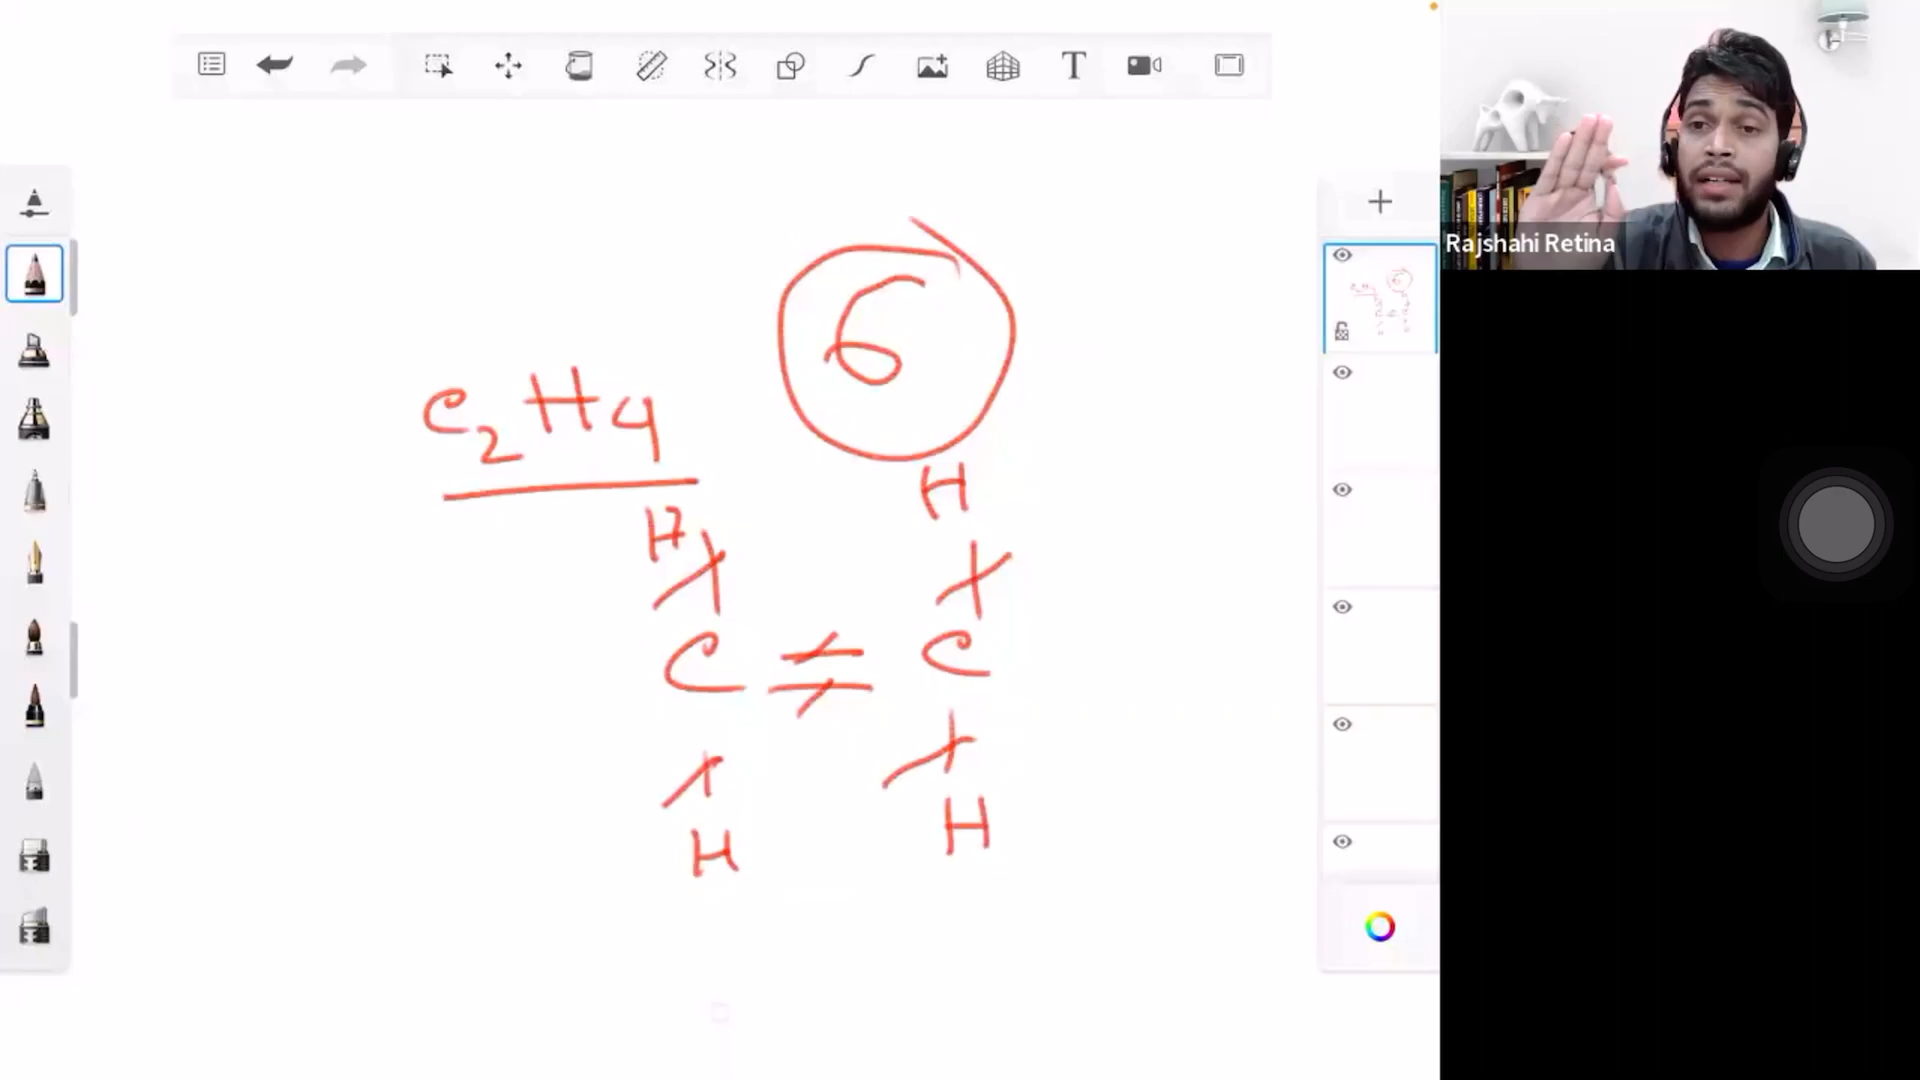 6
C2H4
H H
C = C
H H
T
Rajshahi Retina